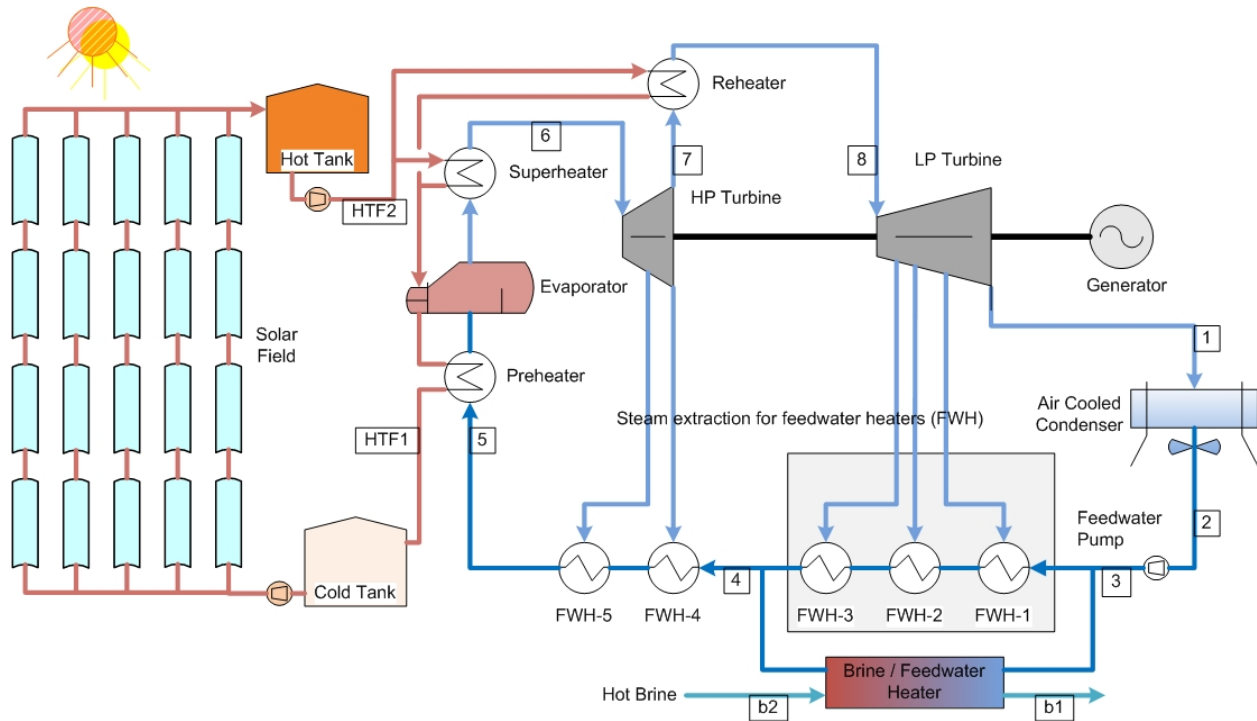 Reheater
6
Hot Tank
Superheater
7
8
LP Turbine
HP Turbine
HTF2
Evaporator
Generator
Solar
Field
1
Preheater
Air Cooled
Condenser
Steam extraction for feedwater heaters (FWH)
HTF1
5
Feedwater
Pump
2
Cold Tank
4
3
FWH-5
FWH-4
FWH-3
FWH-2
FWH-1
Brine / Feedwater
Heater
Hot Brine
b2
b1